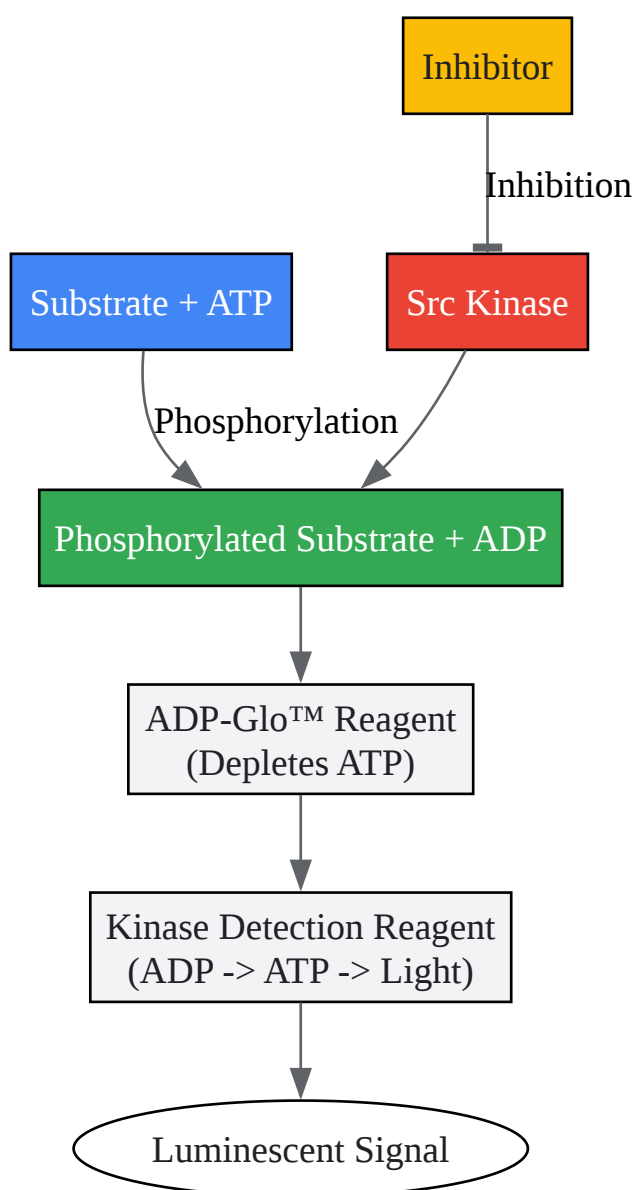 Inhibitor
Inhibition
Substrate + ATP
Src Kinase
Phosphorylation
Phosphorylated Substrate + ADP
ADP-Glo™ Reagent
(Depletes ATP)
Kinase Detection Reagent
(ADP -> ATP -> Light)
Luminescent Signal